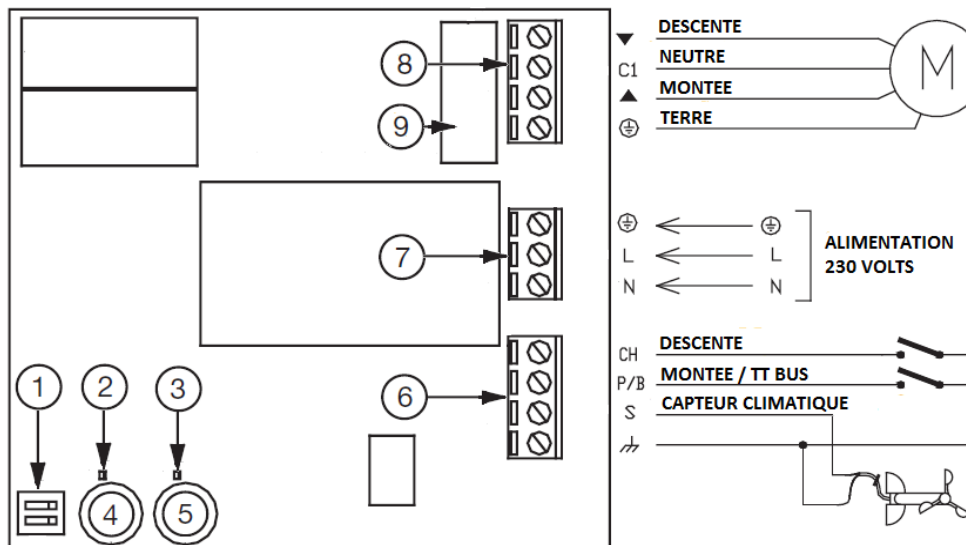 8
9
7
1
2
3
6
4
5
DESCENTE
C1 NEUTRE
MONTEE
TERRE
M
L L
N N
ALIMENTATION
230 VOLTS
CH DESCENTE
P/B MONTEE / TT BUS
S CAPTEUR CLIMATIQUE